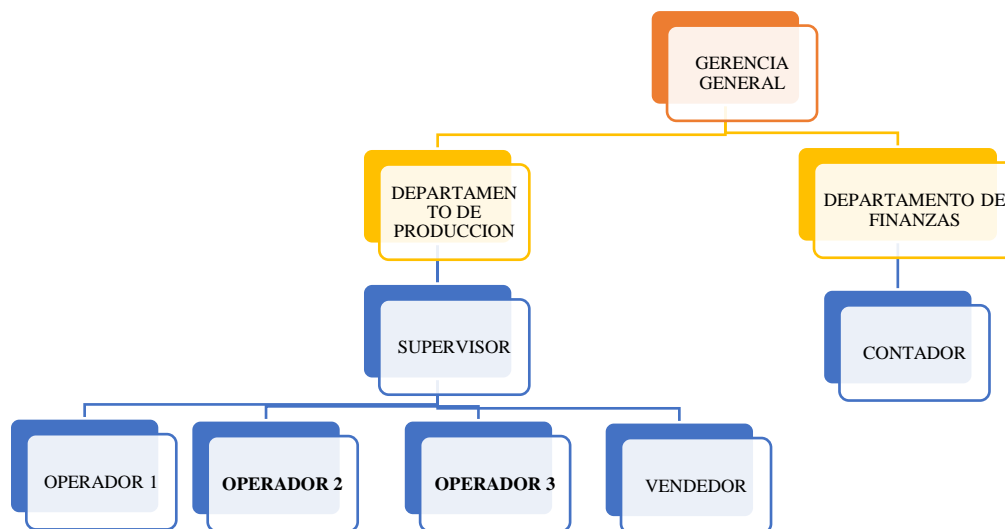 GERENCIA
GENERAL
DEPARTAMEN
TO DE
PRODUCCION
DEPARTAMENTO DE
FINANZAS
SUPERVISOR
CONTADOR
OPERADOR 1
OPERADOR 2
OPERADOR 3
VENDEDOR